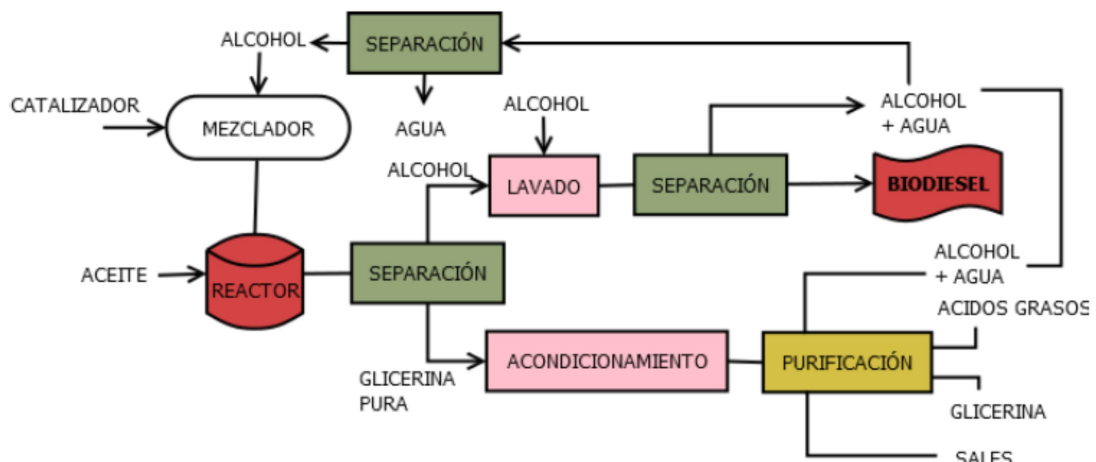 ALCOHOL
SEPARACIÓN
CATALIZADOR
MEZCLADOR
AGUA
ALCOHOL
ALCOHOL
+ AGUA
ALCOHOL
LAVADO
SEPARACIÓN
BIODIESEL
ACEITE
REACTOR
SEPARACIÓN
ALCOHOL
+ AGUA
ACIDOS GRASOS
GLICERINA
PURA
ACONDICIONAMIENTO
PURIFICACIÓN
GLICERINA
SALES